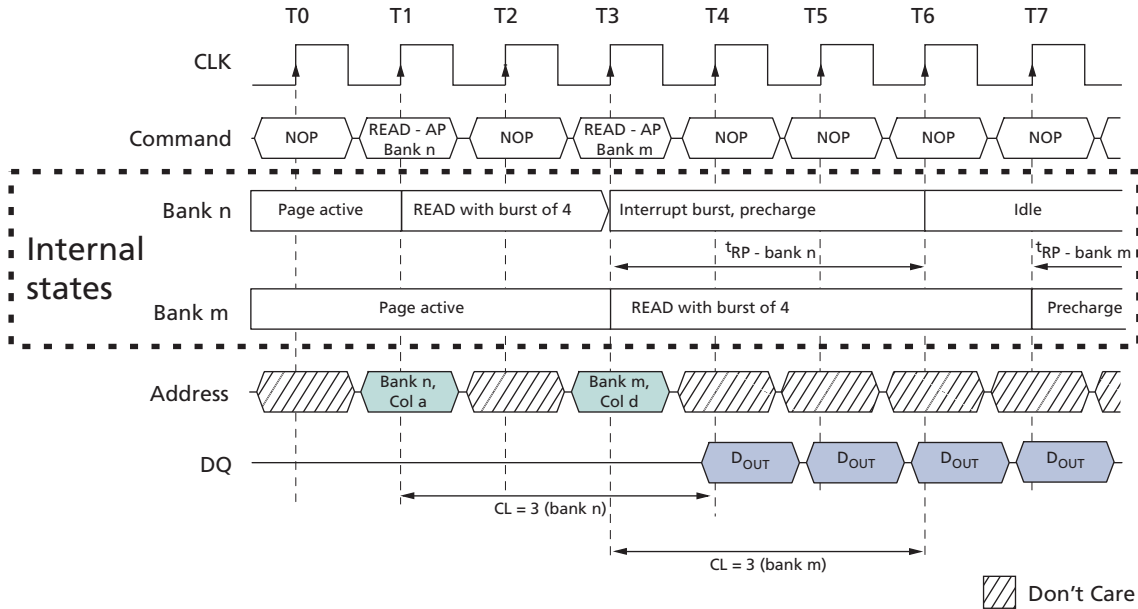 T0 T1 T2 T3 T4 T5 T6 T7
CLK
Command NOP READ - AP Bank n NOP READ - AP Bank m NOP NOP NOP NOP
Bank n Page active READ with burst of 4 Interrupt burst, precharge Idle
Internal states
tRP - bank n tRP - bank m
Bank m Page active READ with burst of 4 Precharge
Address Bank n, Col a Bank m, Col d
DQ DOUT DOUT DOUT DOUT
CL = 3 (bank n)
CL = 3 (bank m)
Don't Care